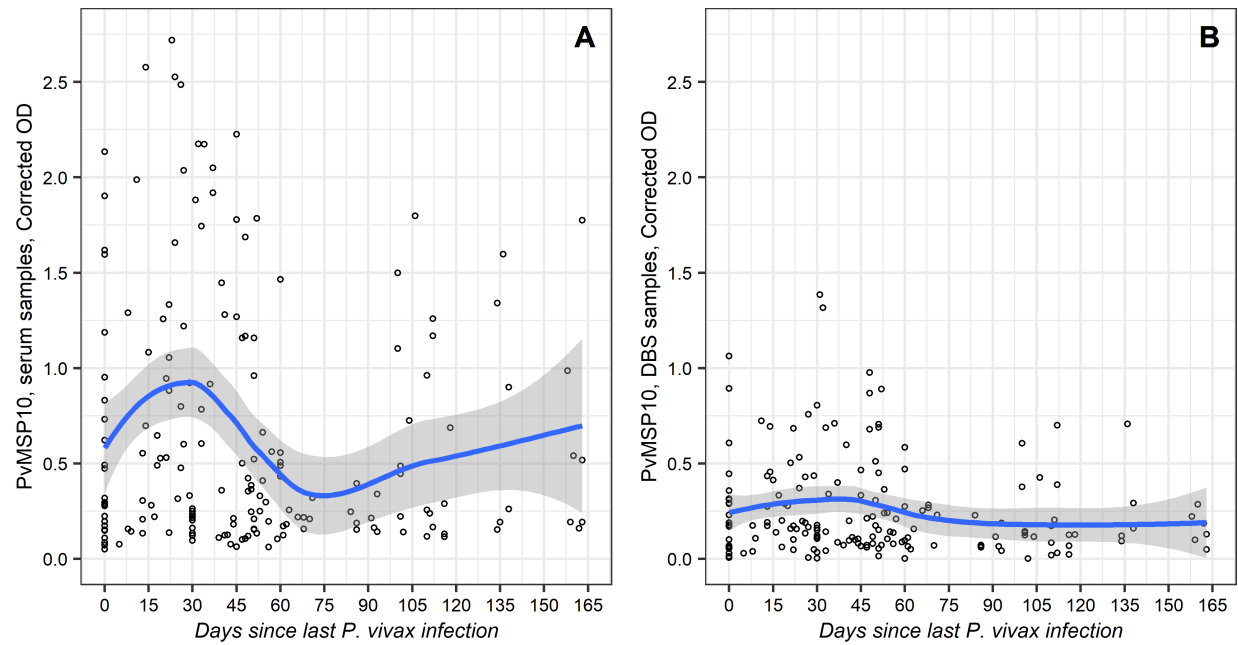 A
PvMSP10, serum samples, Corrected OD
2.5
2.0
1.5
1.0
0.5
0.0
0 15 30 45 60 75 90 105 120 135 150 165
Days since last P. vivax infection
B
PvMSP10, DBS samples, Corrected OD
2.5
2.0
1.5
1.0
0.5
0.0
0 15 30 45 60 75 90 105 120 135 150 165
Days since last P. vivax infection